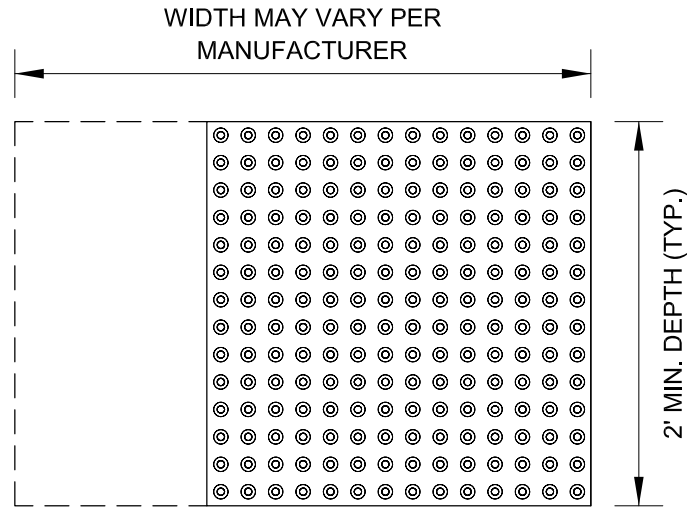 WIDTH MAY VARY PER
MANUFACTURER
2' MIN. DEPTH (TYP.)